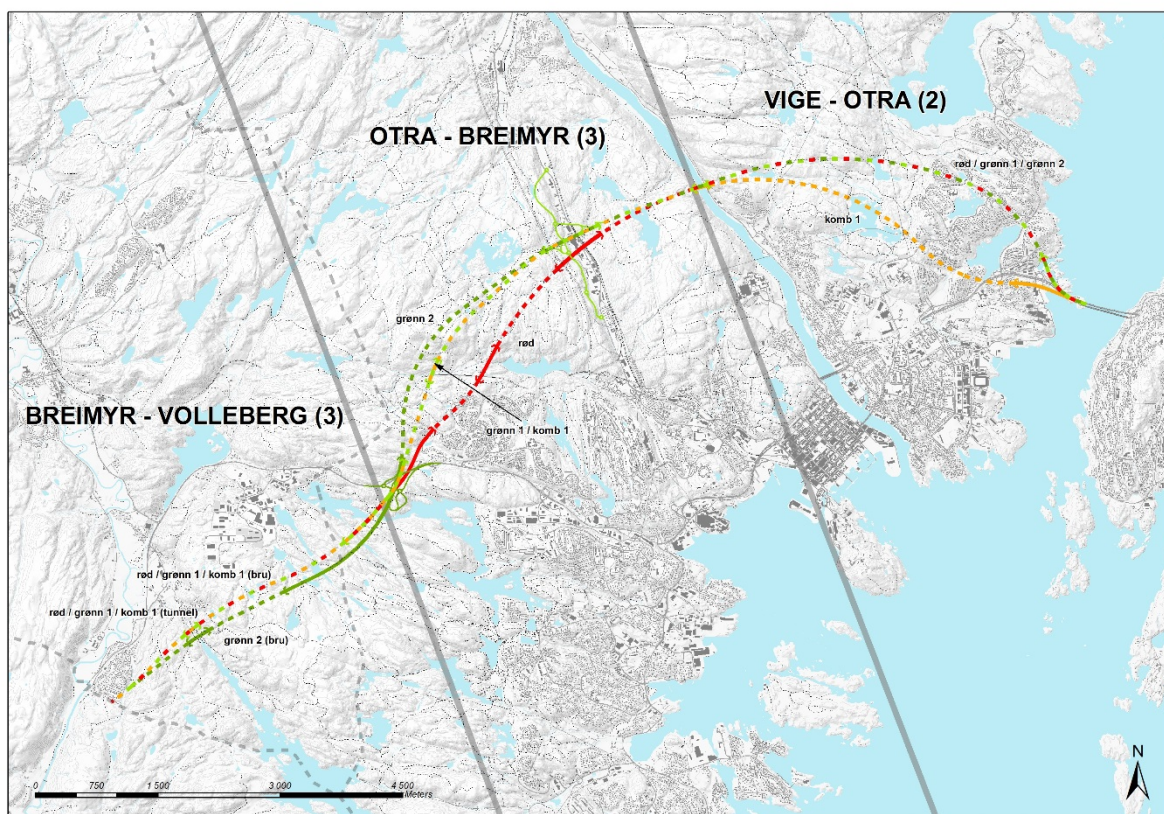 VIGE - OTRA (2)
OTRA - BREIMYR (3)
rød / grønn 1 / grønn 2
komb 1
grønn 2
rød
grønn 1 / komb 1
BREIMYR - VOLLEBERG (3)
rød / grønn 1 / komb 1 (bru)
rød / grønn 1 / komb 1 (tunnel)
grønn 2 (bru)
N
0 750 1 500 3 000 4 500
Meters